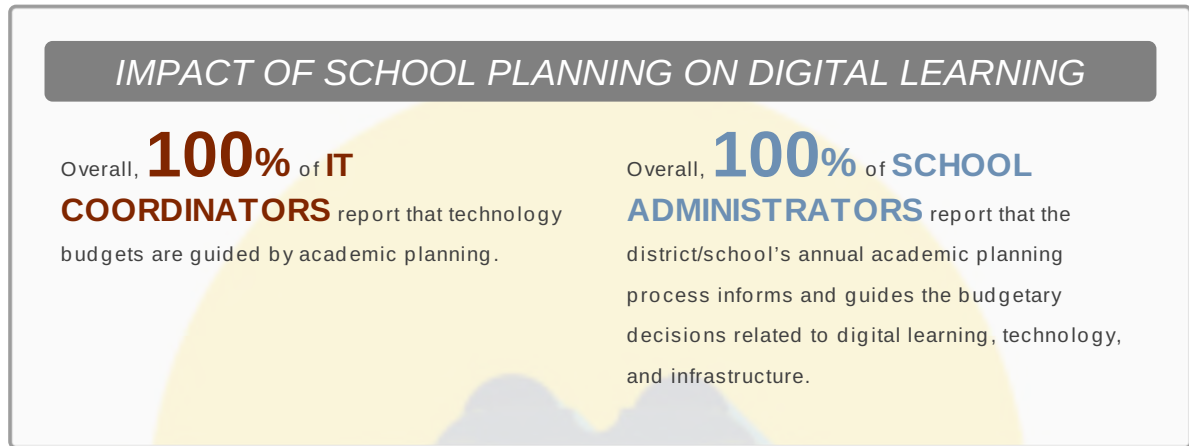 IMPACT OF SCHOOL PLANNING ON DIGITAL LEARNING
Overall, 100% of IT
COORDINATORS report that technology
budgets are guided by academic planning.
Overall, 100% of SCHOOL
ADMINISTRATORS report that the
district/school’s annual academic planning
process informs and guides the budgetary
decisions related to digital learning, technology,
and infrastructure.